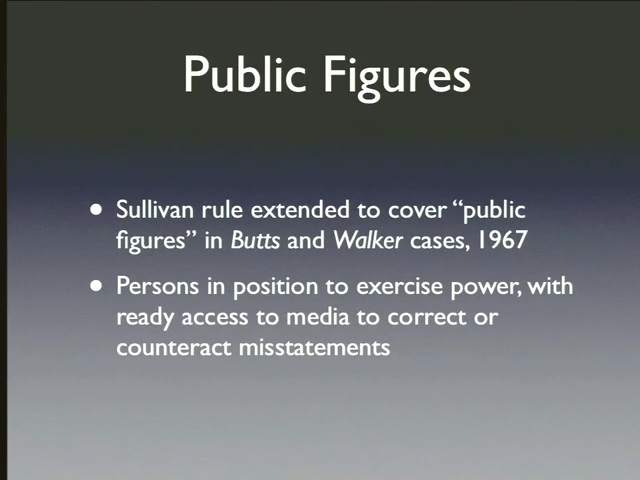 Public Figures
• Sullivan rule extended to cover “public
figures” in Butts and Walker cases, 1967
• Persons in position to exercise power, with
ready access to media to correct or
counteract misstatements